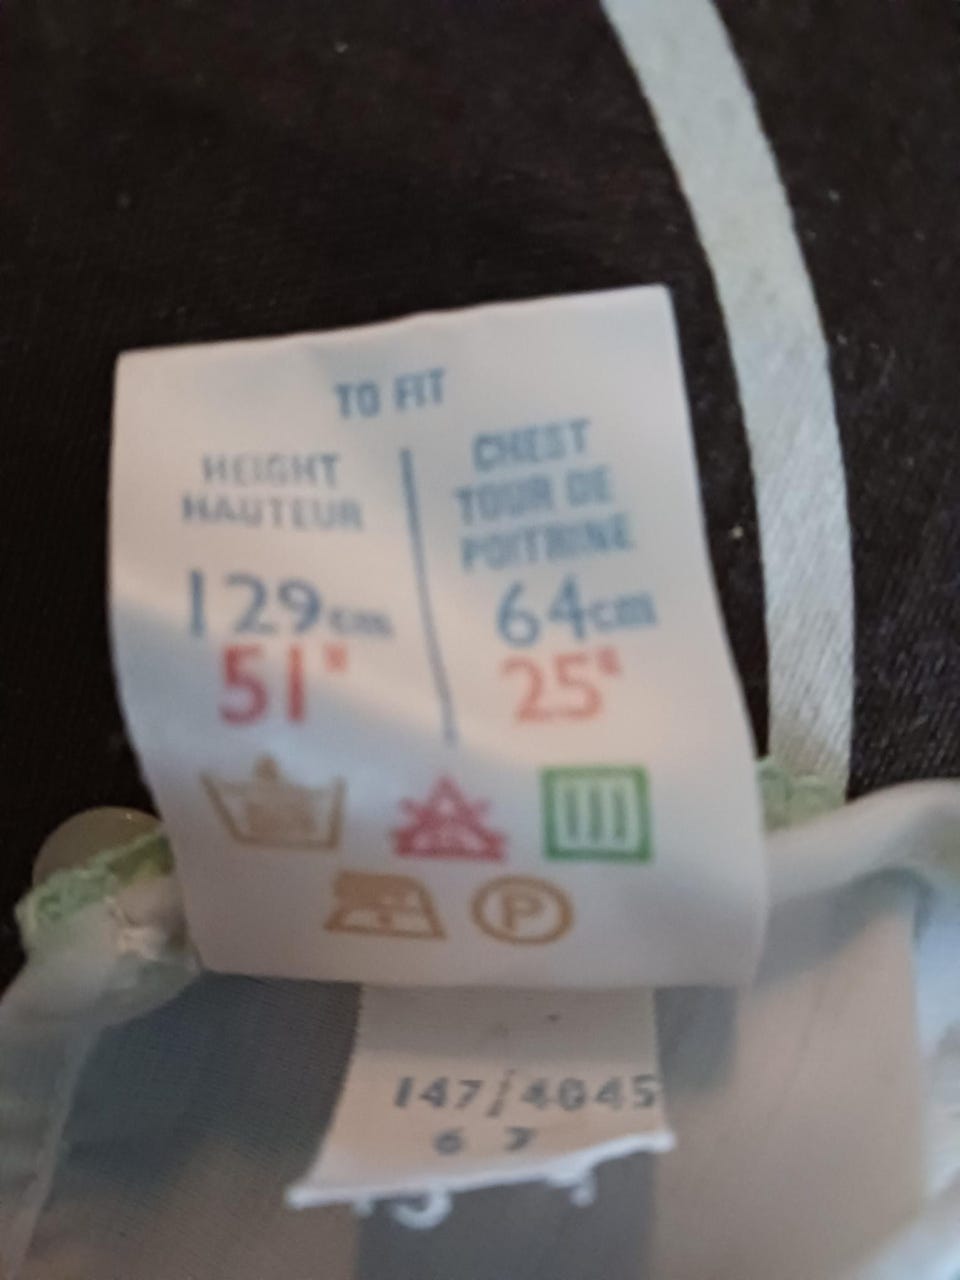 TO FIT
HEIGHT
HAUTEUR
129cm
51"
CHEST
TOUR DE
POITRINE
64cm
25"
P
147/4045
6 7